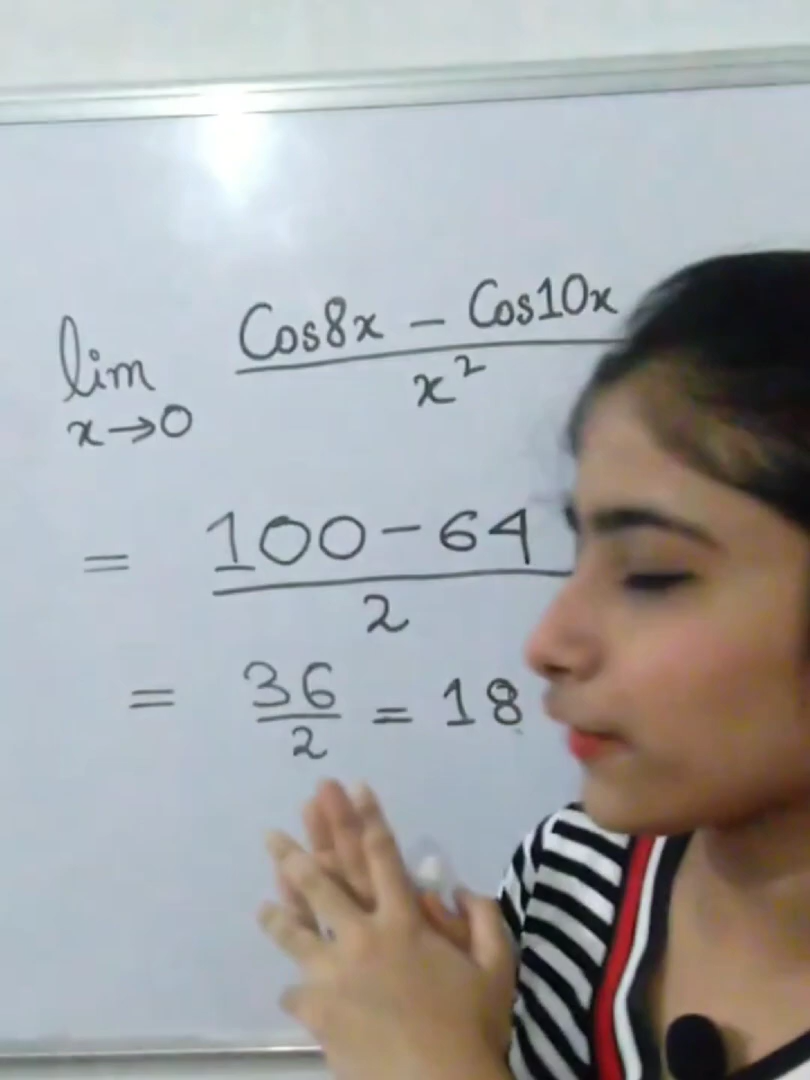 lim x→0 Cos8x − Cos10x / x²
= 100 − 64 / 2
= 36 / 2 = 18